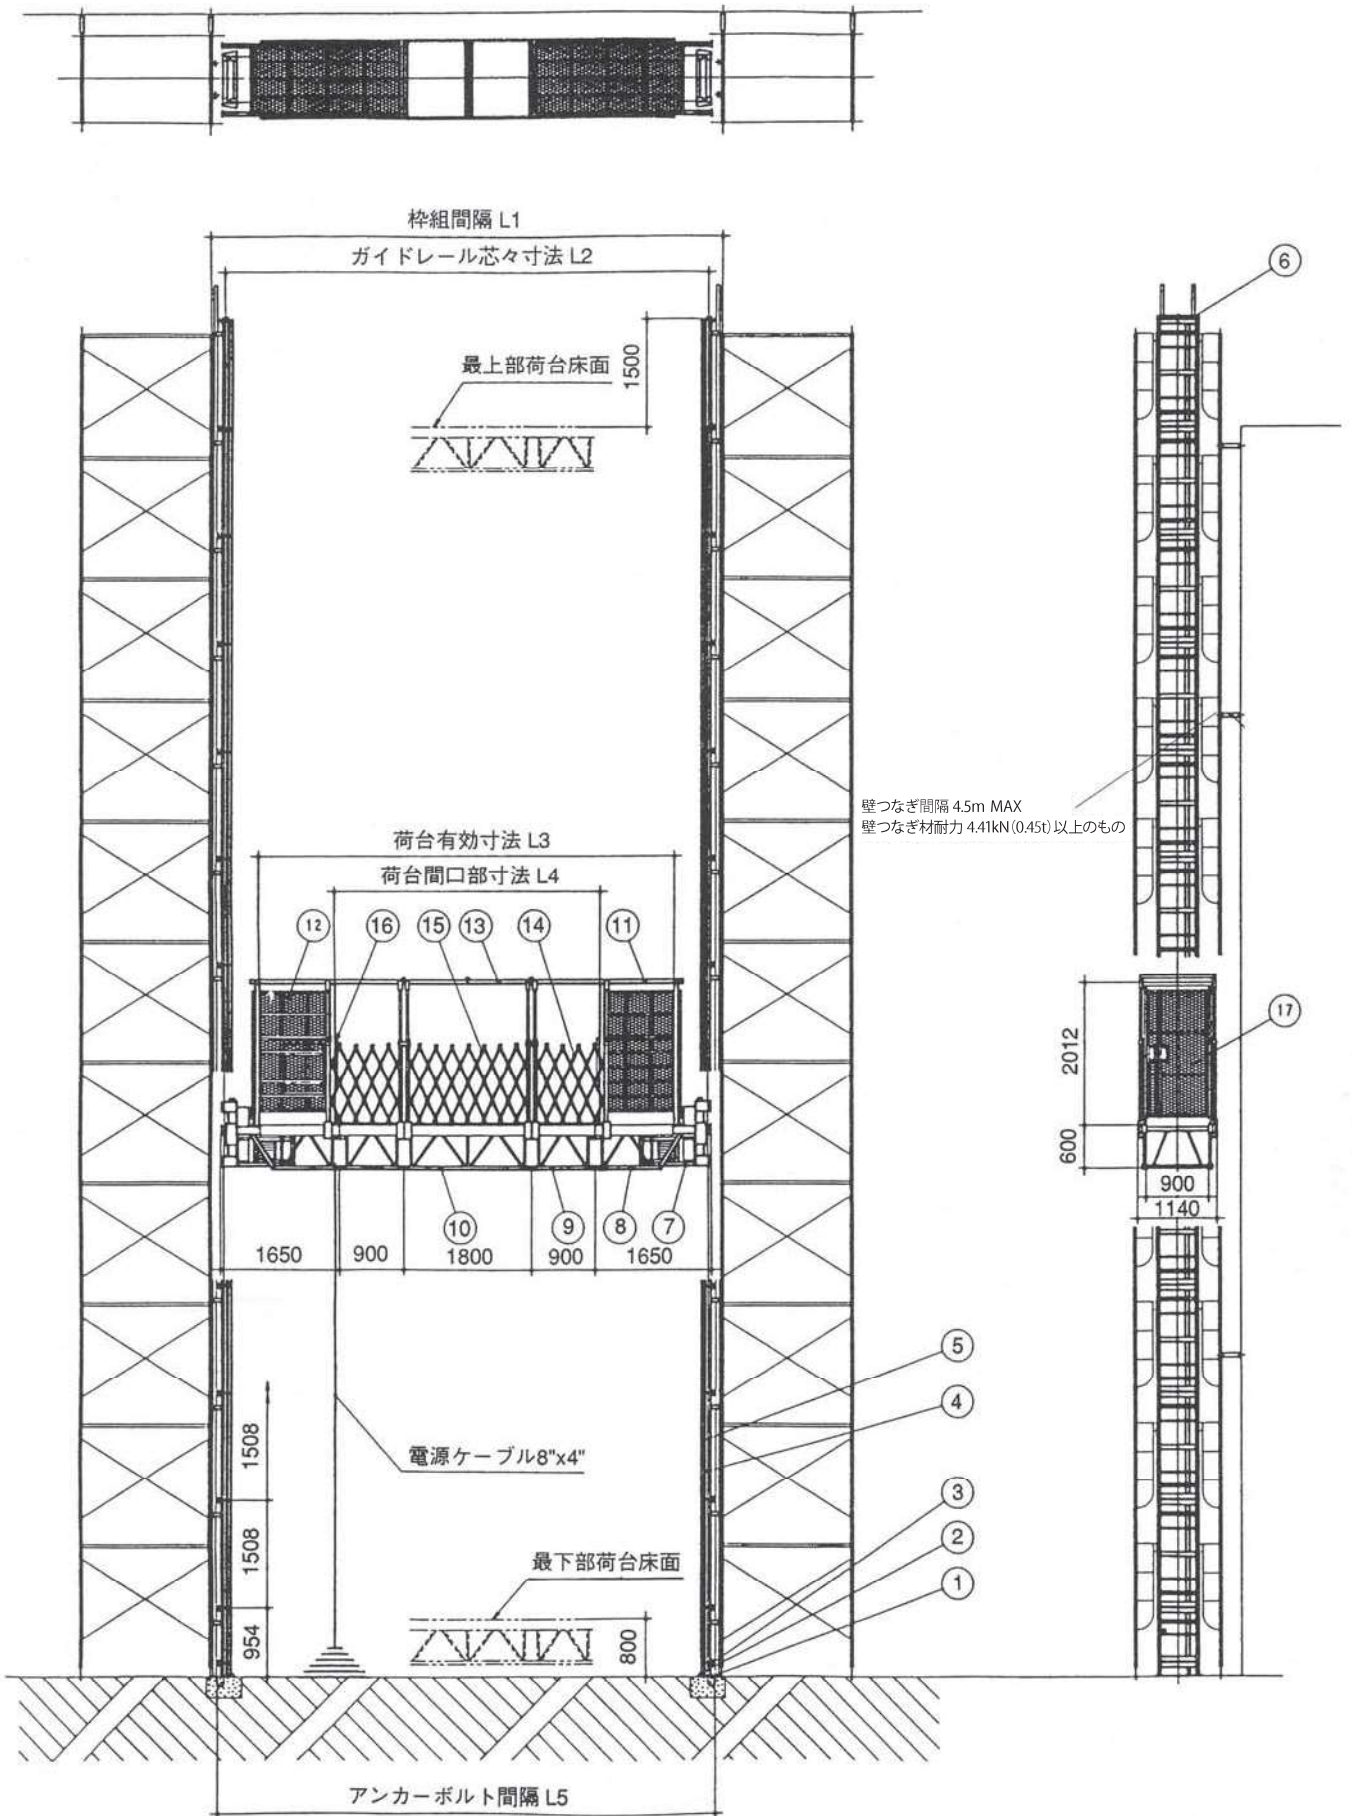 枠組間隔 L1
ガイドレール芯々寸法 L2
6
最上部荷台床面
1500
壁つなぎ間隔 4.5m MAX
壁つなぎ材耐力 4.41kN(0.45t)以上のもの
荷台有効寸法 L3
荷台間口部寸法 L4
12 16 15 13 14 11
17
2012
600
900
1140
10 9 8 7
1650 900 1800 900 1650
5
4
電源ケーブル8"x4"
1508
1508
954
3
2
1
最下部荷台床面
800
アンカーボルト間隔 L5